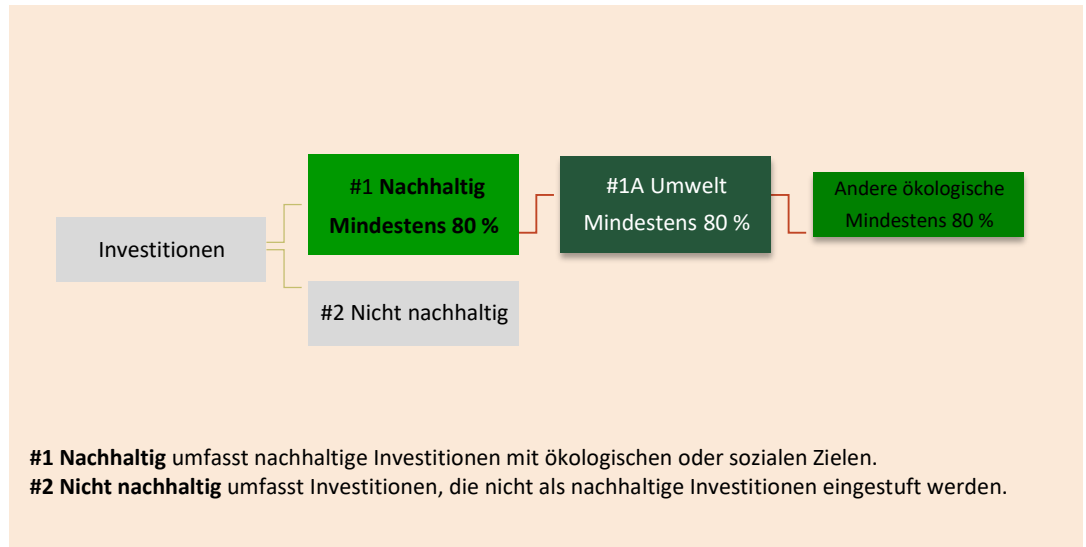 #1 Nachhaltig
Mindestens 80 %
#1A Umwelt
Mindestens 80 %
Andere ökologische
Mindestens 80 %
Investitionen
#2 Nicht nachhaltig
#1 Nachhaltig umfasst nachhaltige Investitionen mit ökologischen oder sozialen Zielen.
#2 Nicht nachhaltig umfasst Investitionen, die nicht als nachhaltige Investitionen eingestuft werden.